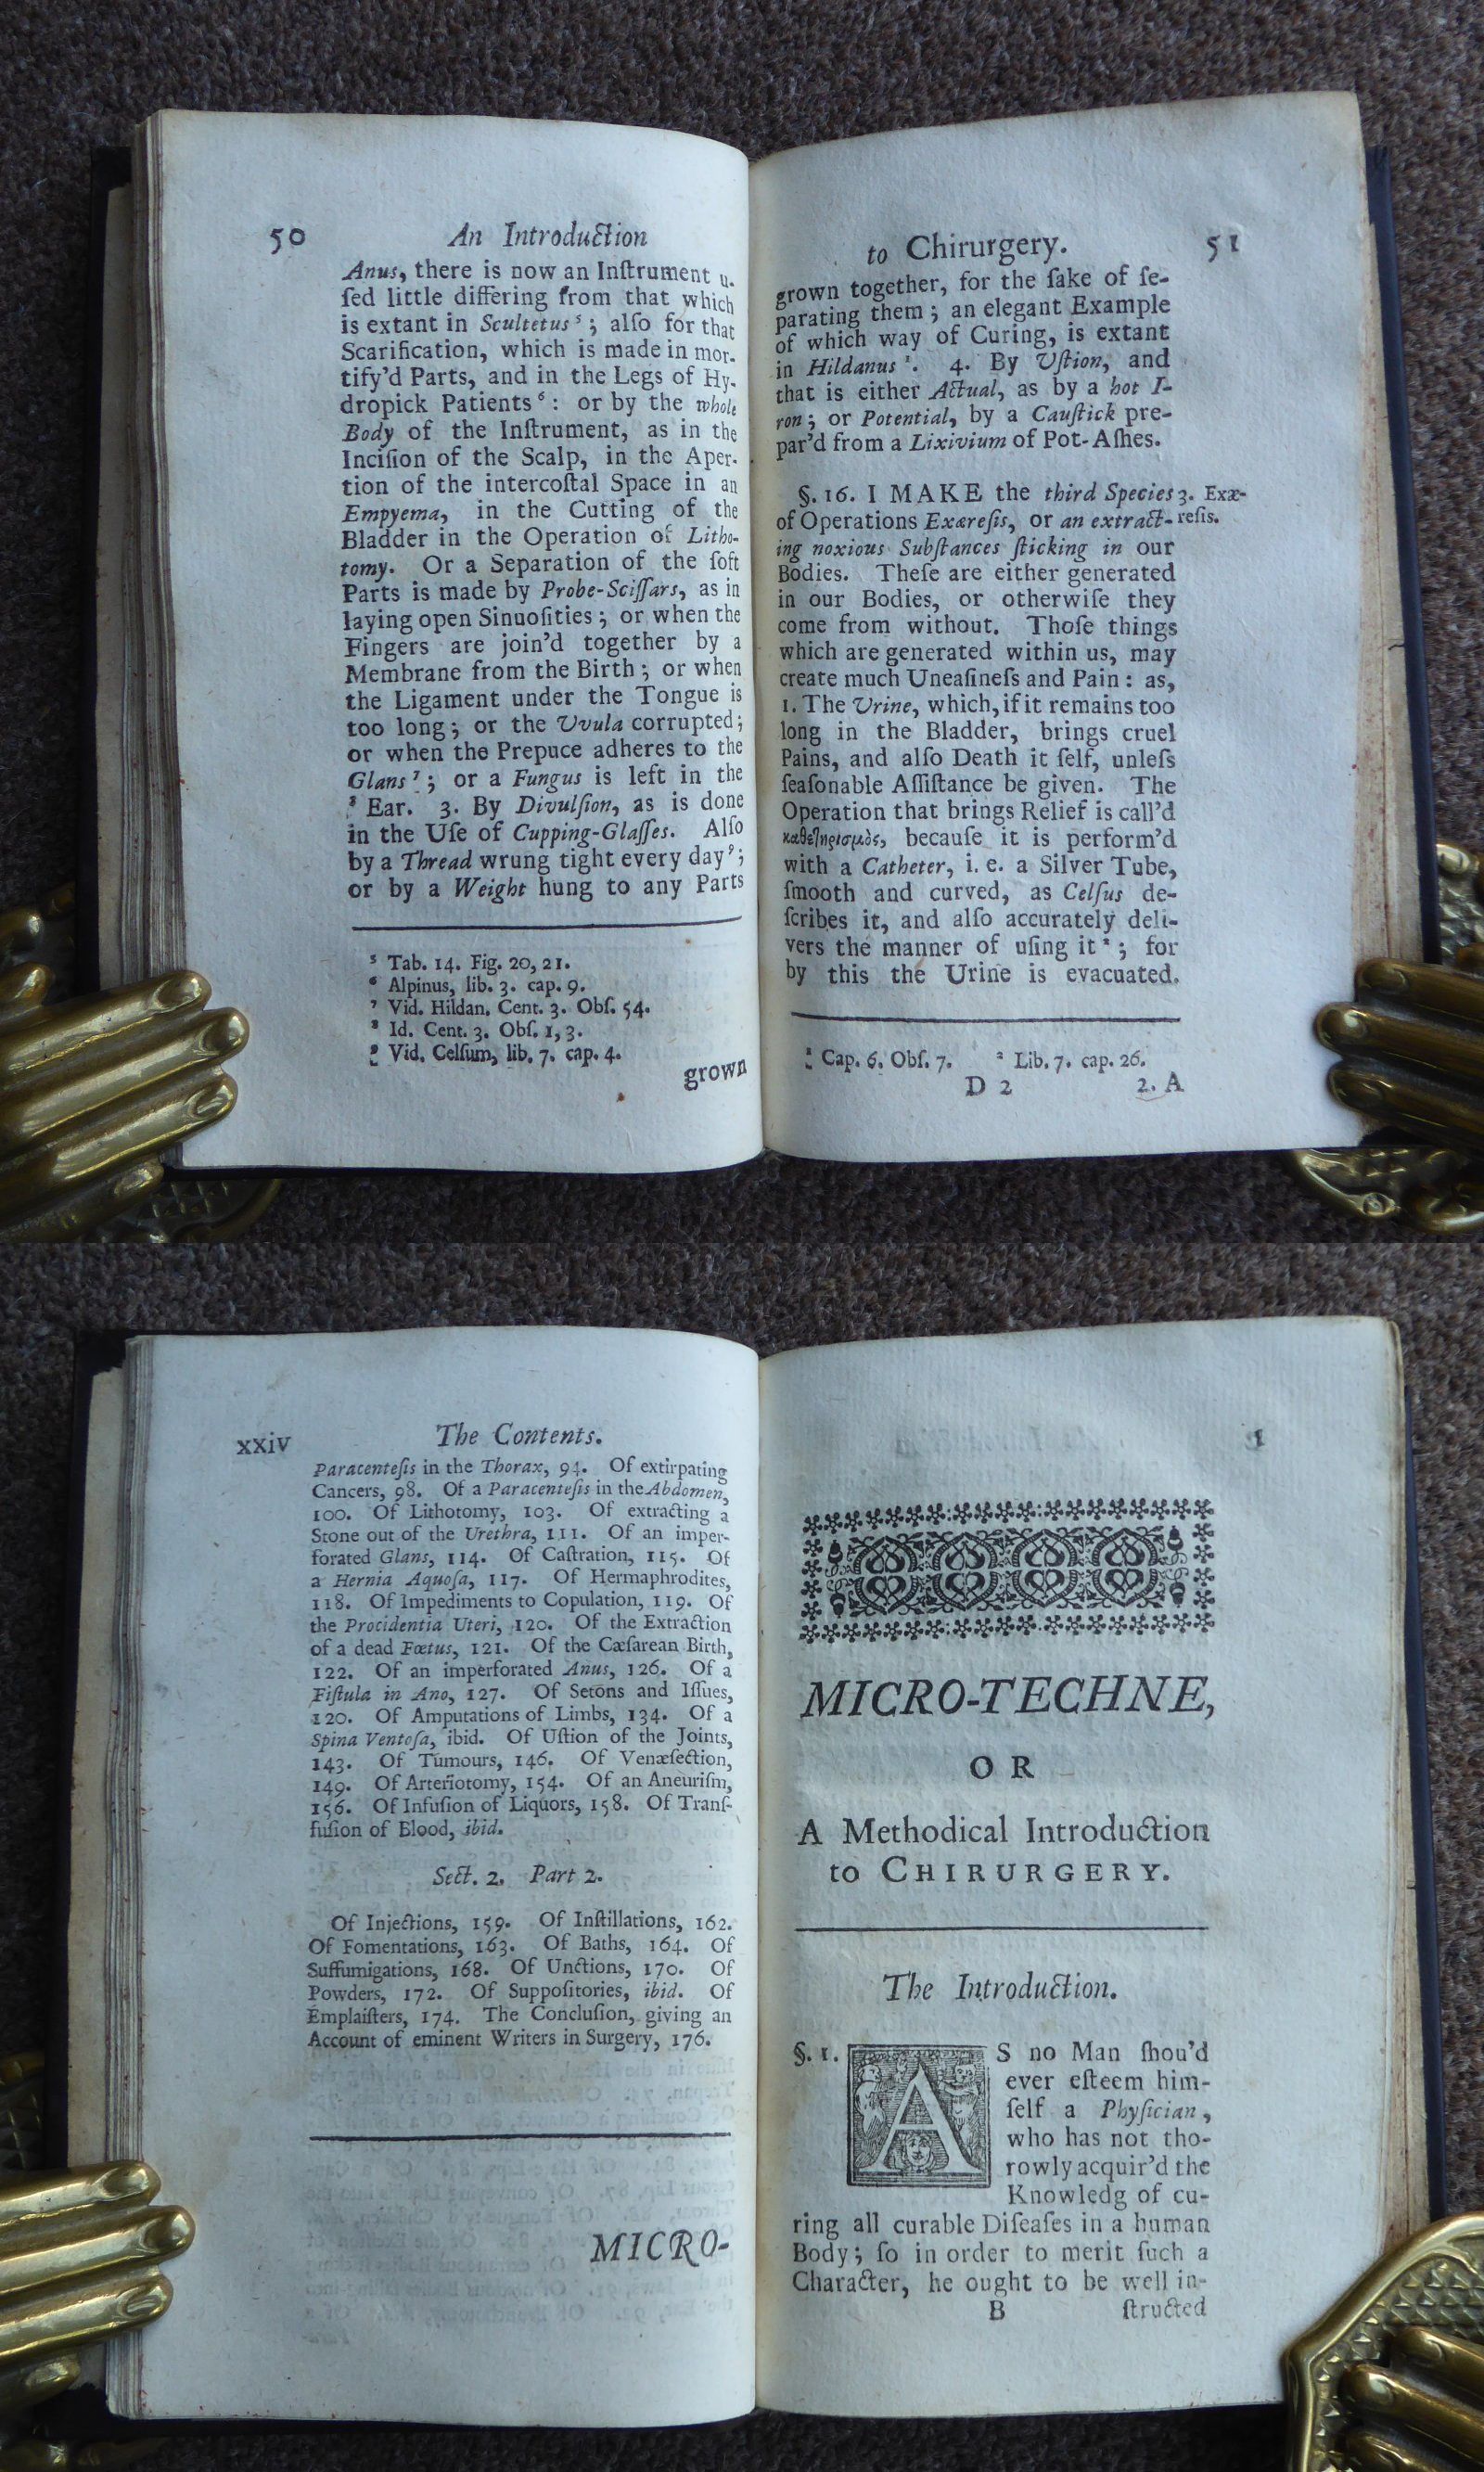 50 An Introduction
Anus, there is now an Inſtrument u-
ſed little differing from that which
is extant in Scultetus ⁵ ; alſo for that
Scarification, which is made in mor-
tify'd Parts, and in the Legs of Hy-
dropick Patients ⁶ : or by the whole
Body of the Inſtrument, as in the
Inciſion of the Scalp, in the Aper-
tion of the intercoſtal Space in an
Empyema, in the Cutting of the
Bladder in the Operation of Litho-
tomy. Or a Separation of the ſoft
Parts is made by Probe-Sciſſars, as in
laying open Sinuoſities ; or when the
Fingers are join'd together by a
Membrane from the Birth ; or when
the Ligament under the Tongue is
too long ; or the Uvula corrupted ;
or when the Prepuce adheres to the
Glans ⁷ ; or a Fungus is left in the
⁸ Ear. 3. By Divulſion, as is done
in the Uſe of Cupping-Glaſſes. Alſo
by a Thread wrung tight every day ⁹ ;
or by a Weight hung to any Parts
⁵ Tab. 14. Fig. 20, 21.
⁶ Alpinus, lib. 3. cap. 9.
⁷ Vid. Hildan. Cent. 3. Obſ. 54.
⁸ Id. Cent. 3. Obſ. 1, 3.
⁹ Vid. Celſum, lib. 7. cap. 4.
grown
to Chirurgery. 51
grown together, for the ſake of ſe-
parating them ; an elegant Example
of which way of Curing, is extant
in Hildanus ¹. 4. By Uſtion, and
that is either Actual, as by a hot I-
ron ; or Potential, by a Cauſtick pre-
par'd from a Lixivium of Pot-Aſhes.
§. 16. I MAKE the third Species 3. Exæ-
of Operations Exæreſis, or an extract- reſis.
ing noxious Subſtances ſticking in our
Bodies. Theſe are either generated
in our Bodies, or otherwiſe they
come from without. Thoſe things
which are generated within us, may
create much Uneaſineſs and Pain : as,
1. The Urine, which, if it remains too
long in the Bladder, brings cruel
Pains, and alſo Death it ſelf, unleſs
ſeaſonable Aſſiſtance be given. The
Operation that brings Relief is call'd
καθετηρισμὸς, becauſe it is perform'd
with a Catheter, i. e. a Silver Tube,
ſmooth and curved, as Celſus de-
ſcribes it, and alſo accurately deli-
vers the manner of uſing it ² ; for
by this the Urine is evacuated.
¹ Cap. 6. Obſ. 7. ² Lib. 7. cap. 26.
D 2 2. A
xxiv The Contents.
Paracenteſis in the Thorax, 94. Of extirpating
Cancers, 98. Of a Paracenteſis in the Abdomen,
100. Of Lithotomy, 103. Of extracting a
Stone out of the Urethra, 111. Of an imper-
forated Glans, 114. Of Caſtration, 115. Of
a Hernia Aquoſa, 117. Of Hermaphrodites,
118. Of Impediments to Copulation, 119. Of
the Procidentia Uteri, 120. Of the Extraction
of a dead Fœtus, 121. Of the Cæſarean Birth,
122. Of an imperforated Anus, 126. Of a
Fiſtula in Ano, 127. Of Setons and Iſſues,
120. Of Amputations of Limbs, 134. Of a
Spina Ventoſa, ibid. Of Uſtion of the Joints,
143. Of Tumours, 146. Of Venæſection,
149. Of Arteriotomy, 154. Of an Aneuriſm,
156. Of Infuſion of Liquors, 158. Of Tranſ-
fuſion of Blood, ibid.
Sect. 2. Part 2.
Of Injections, 159. Of Inſtillations, 162.
Of Fomentations, 163. Of Baths, 164. Of
Suffumigations, 168. Of Unctions, 170. Of
Powders, 172. Of Suppoſitories, ibid. Of
Emplaiſters, 174. The Concluſion, giving an
Account of eminent Writers in Surgery, 176.
MICRO-
1
MICRO-TECHNE,
OR
A Methodical Introduction
to CHIRURGERY.
The Introduction.
§. 1. AS no Man ſhou'd
ever eſteem him-
ſelf a Phyſician,
who has not tho-
rowly acquir'd the
Knowledg of cu-
ring all curable Diſeaſes in a human
Body ; ſo in order to merit ſuch a
Character, he ought to be well in-
B ſtructed